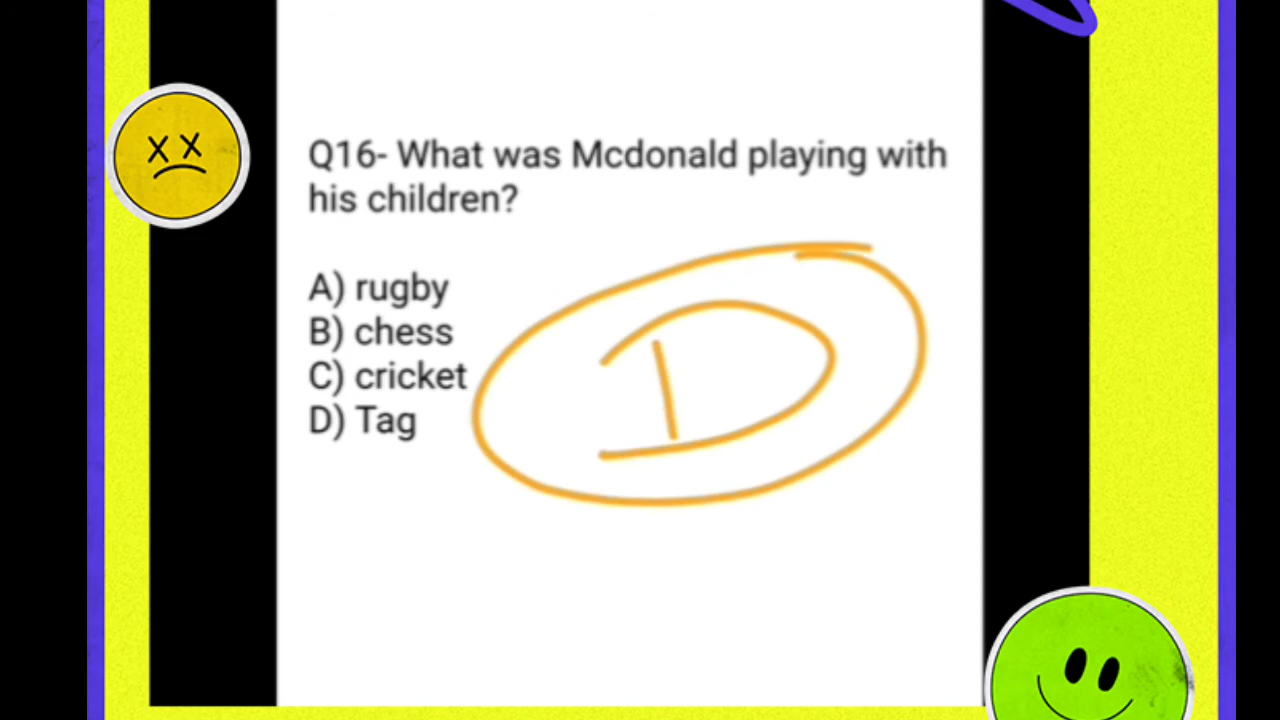 Q16- What was Mcdonald playing with
his children?
A) rugby
B) chess
C) cricket
D) Tag
D